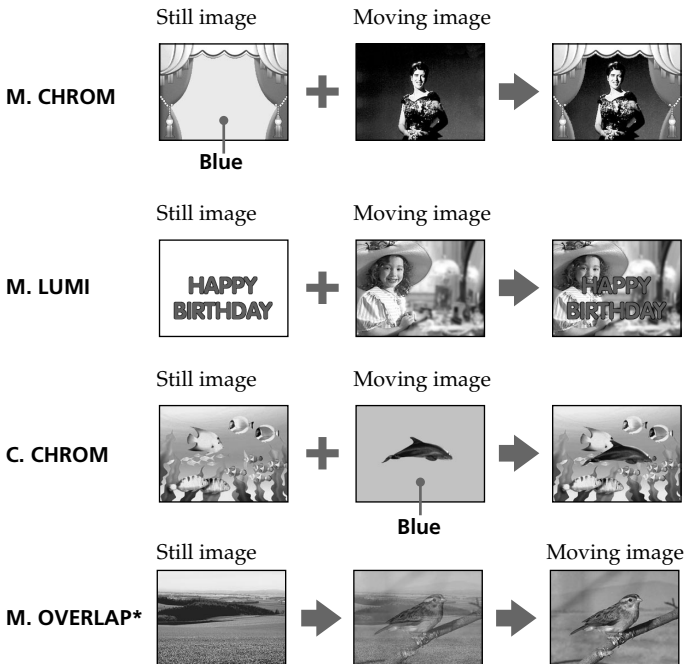 Still image Moving image
M. CHROM
Blue
Still image Moving image
M. LUMI
HAPPY
BIRTHDAY
HAPPY
BIRTHDAY
Still image Moving image
C. CHROM
Blue
Still image Moving image
M. OVERLAP*